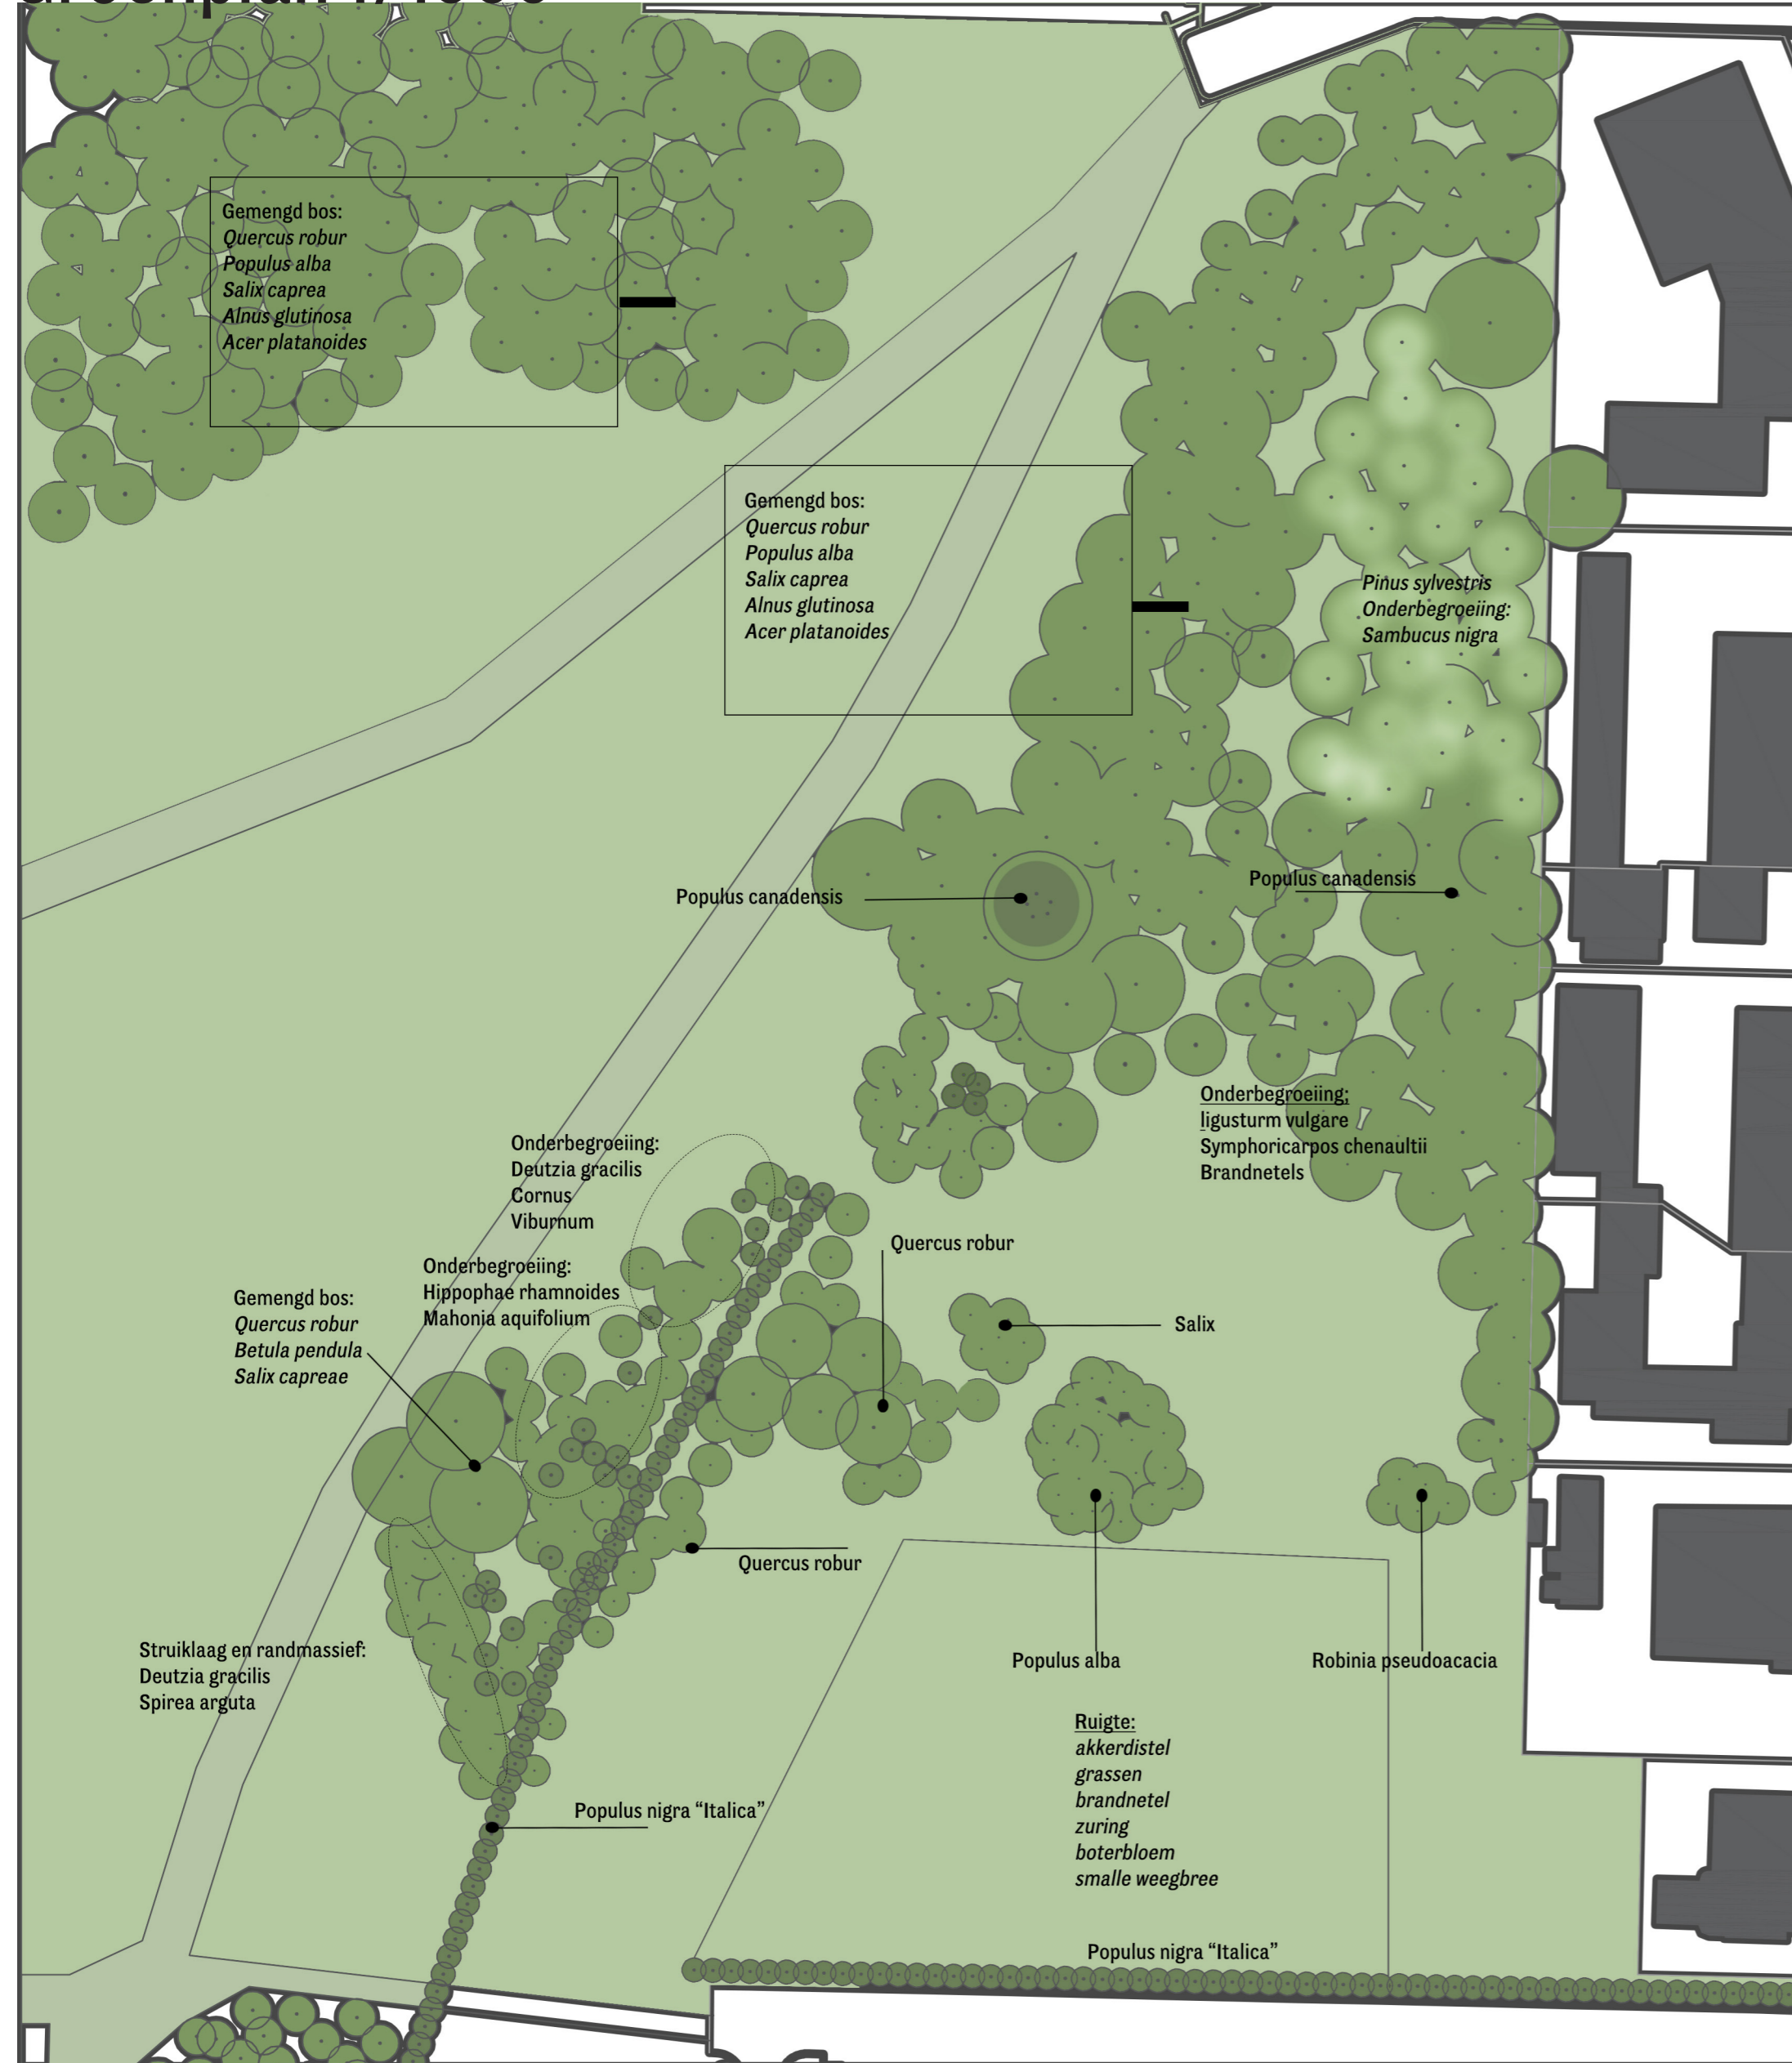 Gemengd bos:
Quercus robur
Populus alba
Salix caprea
Alnus glutinosa
Acer platanoides
Gemengd bos:
Quercus robur
Populus alba
Salix caprea
Alnus glutinosa
Acer platanoides
Pinus sylvestris
Onderbegroeiing:
Sambucus nigra
Populus canadensis
Populus canadensis
Onderbegroeiing;
ligusturm vulgare
Symphoricarpos chenaultii
Brandnetels
Onderbegroeiing:
Deutzia gracilis
Cornus
Viburnum
Quercus robur
Onderbegroeiing:
Hippophae rhamnoides
Mahonia aquifolium
Gemengd bos:
Quercus robur
Betula pendula
Salix capreae
Salix
Quercus robur
Struiklaag en randmassief:
Deutzia gracilis
Spirea arguta
Populus alba
Robinia pseudoacacia
Ruigte:
akkerdistel
grassen
brandnetel
zuring
boterbloem
smalle weegbree
Populus nigra “Italica”
Populus nigra “Italica”